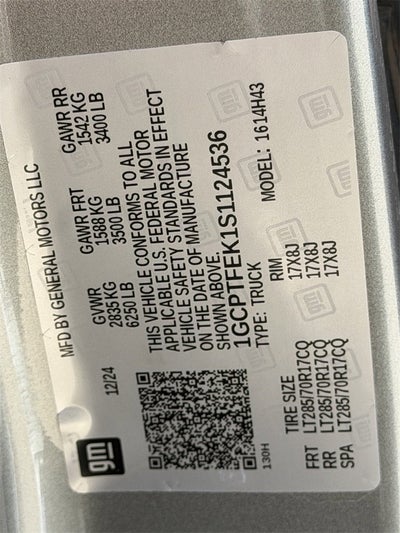 gm
MFD BY GENERAL MOTORS LLC
12/24
GVWR GAWR FRT GAWR RR
2835 KG 1588 KG 1542 KG
6250 LB 3500 LB 3400 LB
THIS VEHICLE CONFORMS TO ALL
APPLICABLE U.S. FEDERAL MOTOR
VEHICLE SAFETY STANDARDS IN EFFECT
ON THE DATE OF MANUFACTURE
SHOWN ABOVE.
1GCPTFEK1S1124536
TYPE: TRUCK MODEL: 1614H43
130H
TIRE SIZE RIM
FRT LT285/70R17CQ 17X8J
RR LT285/70R17CQ 17X8J
SPA LT285/70R17CQ 17X8J